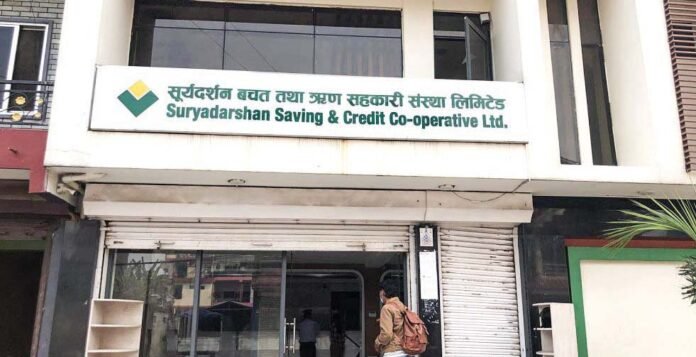 सूर्यदर्शन बचत तथा ऋण सहकारी संस्था लिमिटेड
Suryadarshan Saving & Credit Co-operative Ltd.